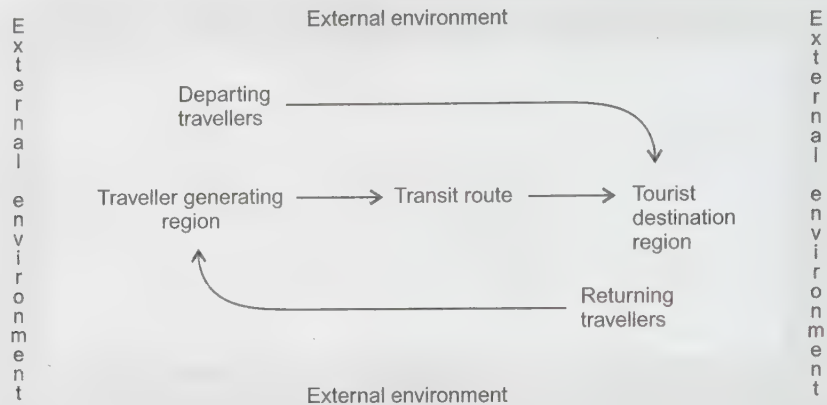 External environment
External environment
External environment
Departing
travellers
Traveller generating
region
Transit route
Tourist
destination
region
Returning
travellers
External environment